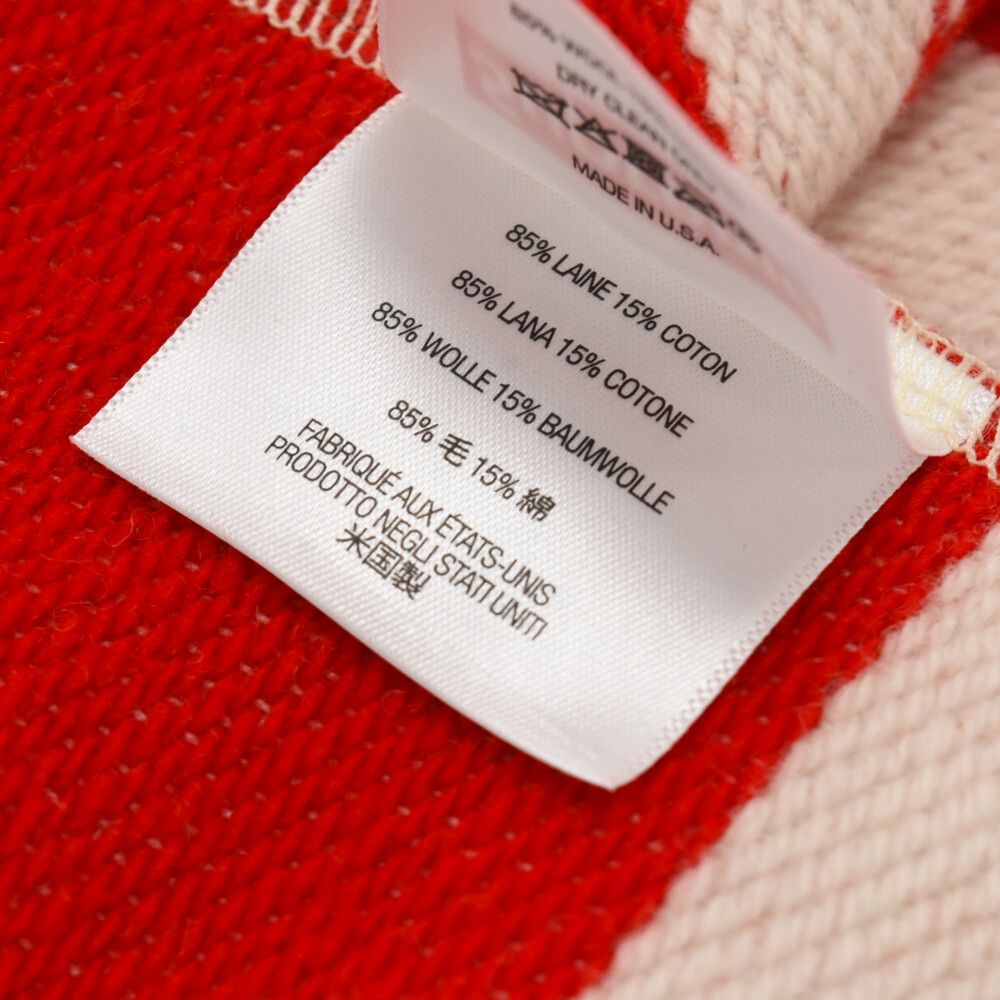 DRY CLEAN
MADE IN U.S.A.
85% LAINE 15% COTON
85% LANA 15% COTONE
85% WOLLE 15% BAUMWOLLE
85% 毛 15% 綿
FABRIQUÉ AUX ÉTATS-UNIS
PRODOTTO NEGLI STATI UNITI
米国製